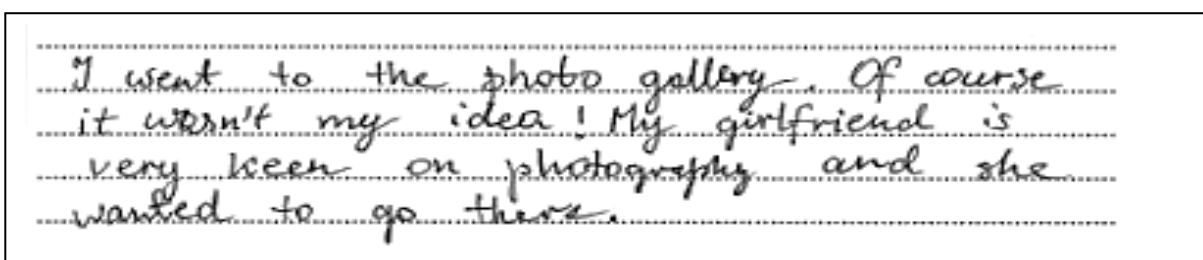 I went to the photo gallery. Of course
it wasn't my idea! My girlfriend is
very keen on photography and she
wanted to go there.